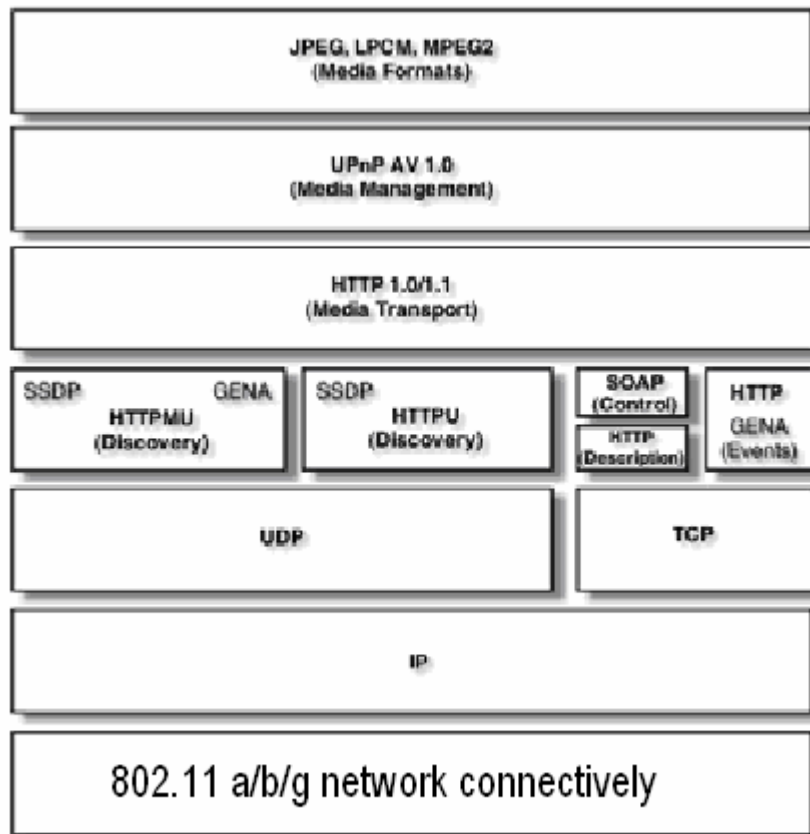 JPEG, LPCM, MPEG2
(Media Formats)
UPnP AV 1.0
(Media Management)
HTTP 1.0/1.1
(Media Transport)
SSDP GENA
HTTPMU
(Discovery)
SSDP
HTTPU
(Discovery)
SOAP
(Control)
HTTP
(Description)
HTTP
GENA
(Events)
UDP
TCP
IP
802.11 a/b/g network connectively